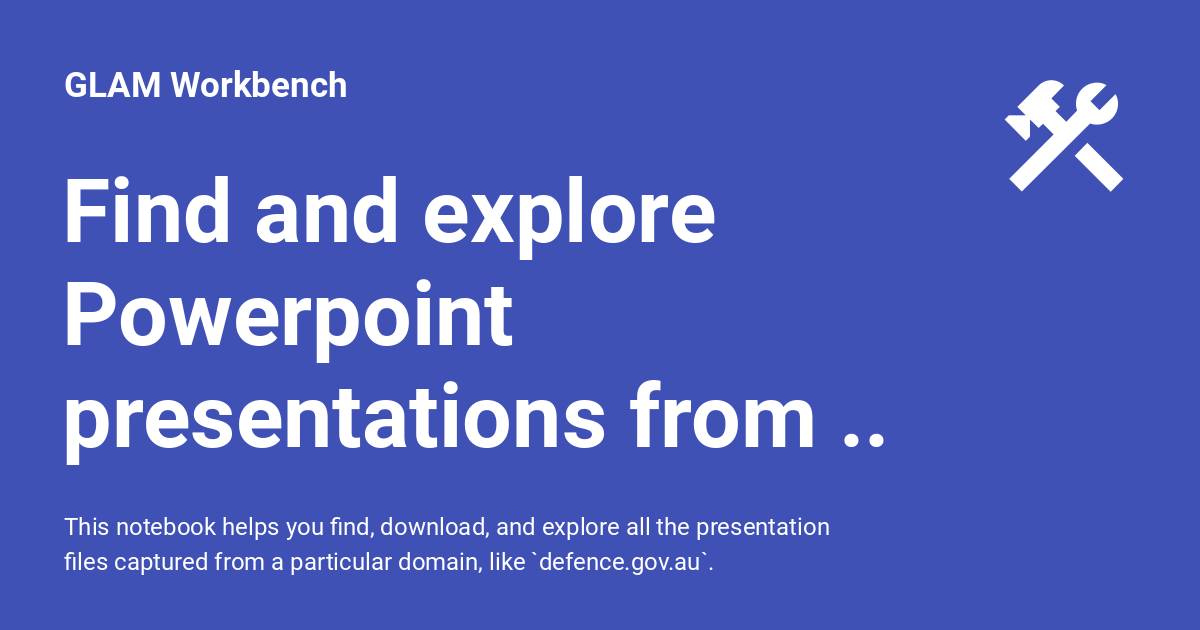 GLAM Workbench
Find and explore
Powerpoint
presentations from ..
This notebook helps you find, download, and explore all the presentation
files captured from a particular domain, like `defence.gov.au`.